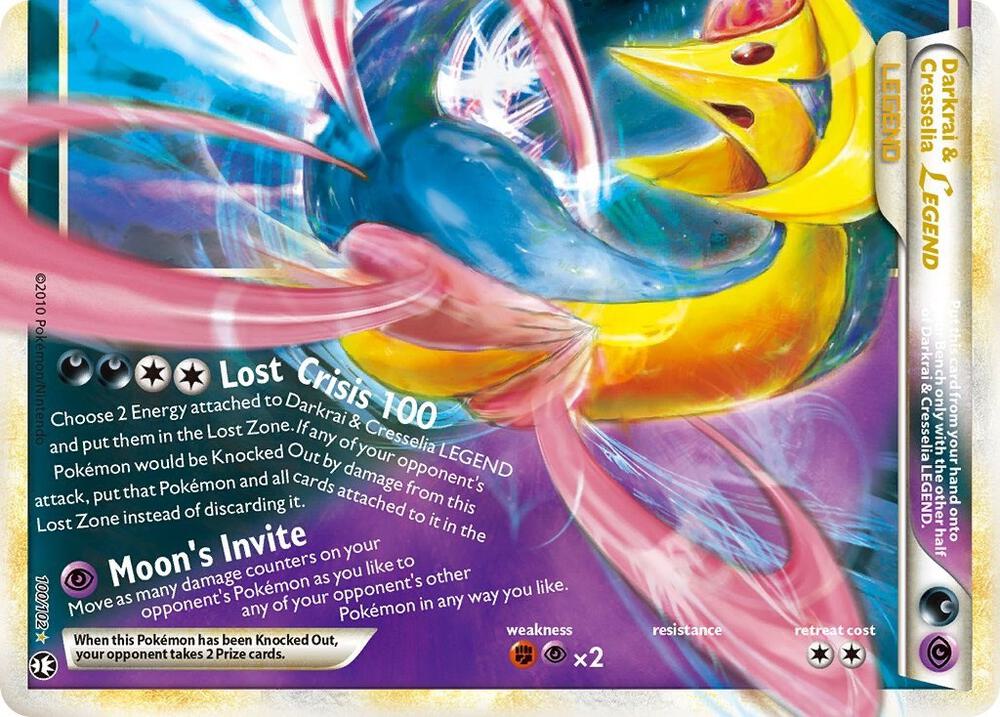 Darkrai &
Cresselia LEGEND
LEGEND
Put this card from your hand onto
your Bench only with the other half
of Darkrai & Cresselia LEGEND.
Lost Crisis 100
Choose 2 Energy attached to Darkrai & Cresselia LEGEND
and put them in the Lost Zone. If any of your opponent's
Pokémon would be Knocked Out by damage from this
attack, put that Pokémon and all cards attached to it in the
Lost Zone instead of discarding it.
Moon's Invite
Move as many damage counters on your
opponent's Pokémon as you like to
any of your opponent's other
Pokémon in any way you like.
When this Pokémon has been Knocked Out,
your opponent takes 2 Prize cards.
weakness
×2
resistance
retreat cost
©2010 Pokémon/Nintendo
100/102